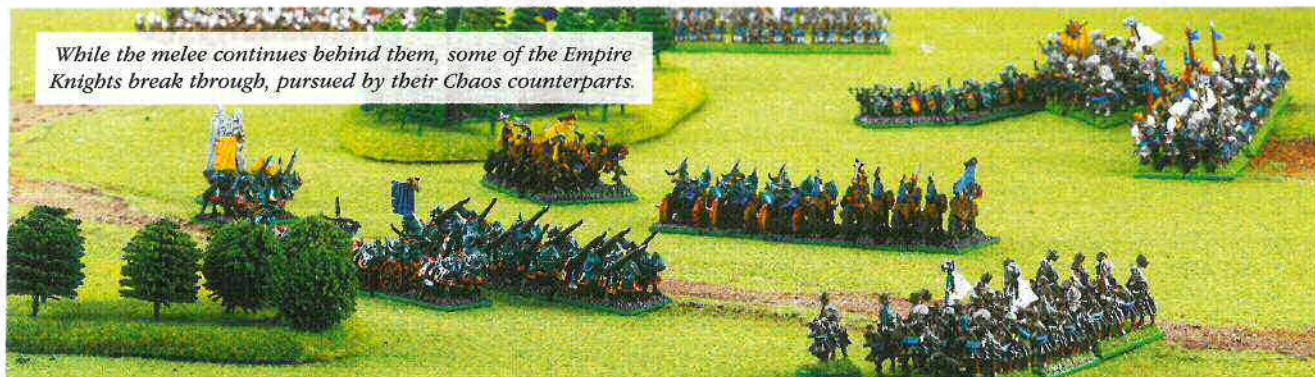 While the melee continues behind them, some of the Empire
Knights break through, pursued by their Chaos counterparts.